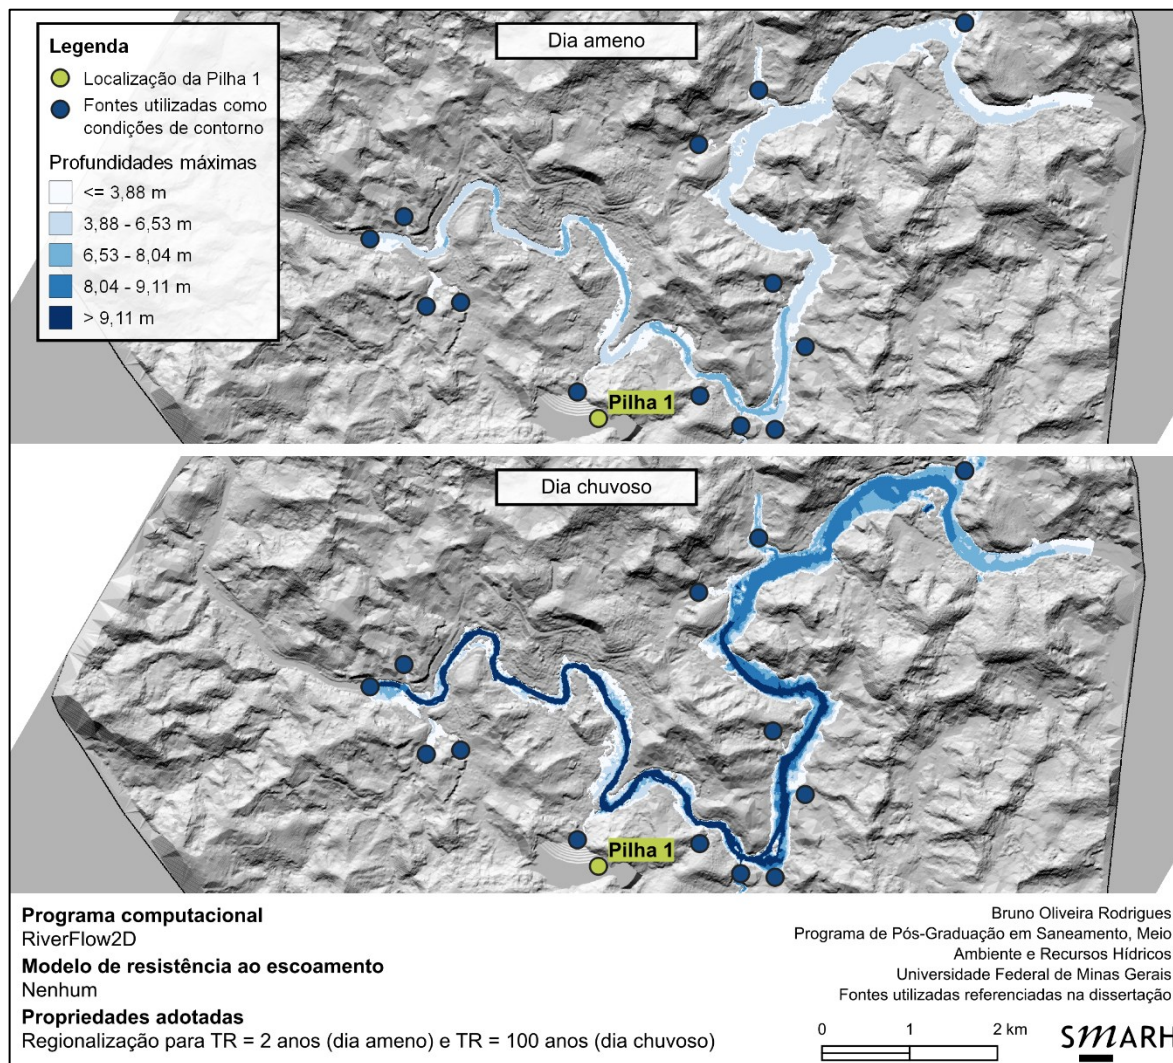 Legenda
Localização da Pilha 1
Fontes utilizadas como
condições de contorno
Profundidades máximas
<= 3,88 m
3,88 - 6,53 m
6,53 - 8,04 m
8,04 - 9,11 m
> 9,11 m
Dia ameno
Pilha 1
Dia chuvoso
Pilha 1
Programa computacional
RiverFlow2D
Modelo de resistência ao escoamento
Nenhum
Propriedades adotadas
Regionalização para TR = 2 anos (dia ameno) e TR = 100 anos (dia chuvoso)
Bruno Oliveira Rodrigues
Programa de Pós-Graduação em Saneamento, Meio
Ambiente e Recursos Hídricos
Universidade Federal de Minas Gerais
Fontes utilizadas referenciadas na dissertação
0 1 2 km
SMARH